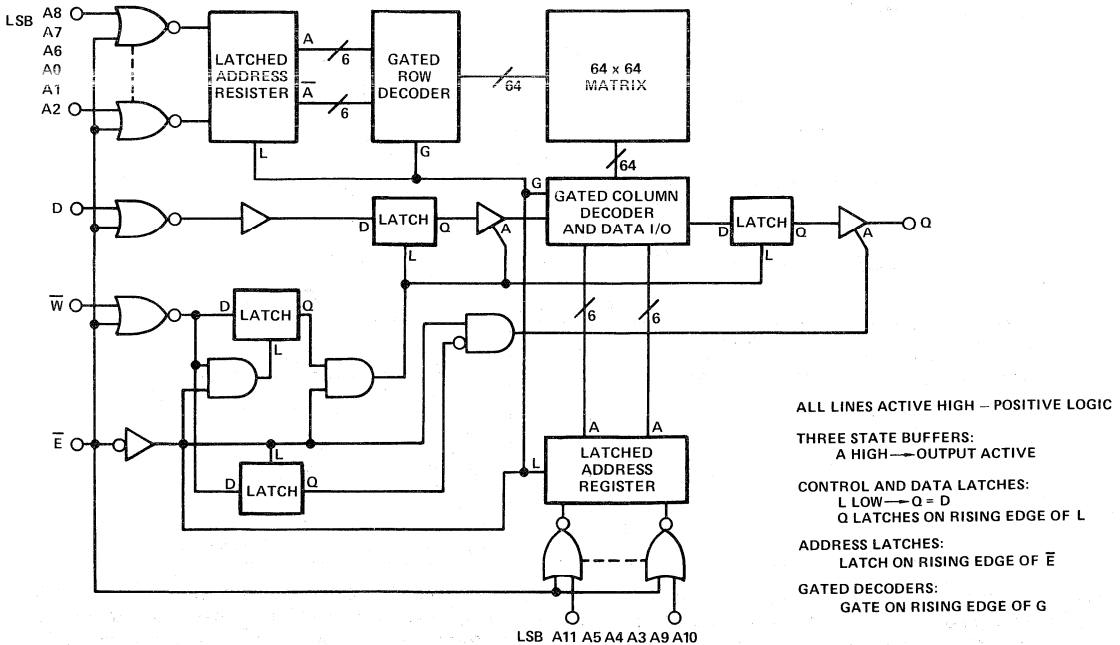 LSB A8
A7
A6
A0
A1
A2
LATCHED
ADDRESS
RESISTER
L
A
6
A
6
GATED
ROW
DECODER
G
64
64 x 64
MATRIX
64
D
D LATCH Q
L
A
G
GATED COLUMN
DECODER
AND DATA I/O
D LATCH Q
L
A
Q
W
D LATCH Q
L
6
6
E
L
D LATCH Q
A
A
L
LATCHED
ADDRESS
REGISTER
LSB A11 A5 A4 A3 A9 A10
ALL LINES ACTIVE HIGH – POSITIVE LOGIC
THREE STATE BUFFERS:
A HIGH → OUTPUT ACTIVE
CONTROL AND DATA LATCHES:
L LOW → Q = D
Q LATCHES ON RISING EDGE OF L
ADDRESS LATCHES:
LATCH ON RISING EDGE OF E̅
GATED DECODERS:
GATE ON RISING EDGE OF G